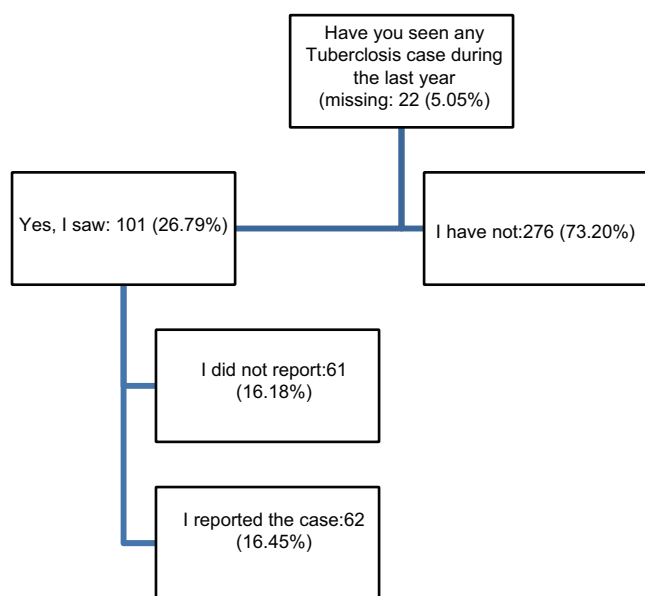 Have you seen any
Tuberclosis case during
the last year
(missing: 22 (5.05%)
Yes, I saw: 101 (26.79%)
I have not:276 (73.20%)
I did not report:61
(16.18%)
I reported the case:62
(16.45%)